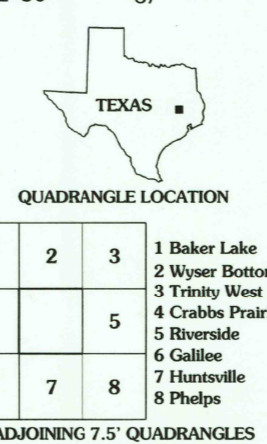 TEXAS
QUADRANGLE LOCATION
2 3
5
7 8
1 Baker Lake
2 Wyser
3 Trinity West
4 Crabbs
5 Riverside
6 Galilee
7 Huntsville
8 Phelps
ADJOINING 7.5' QUADRANGLES